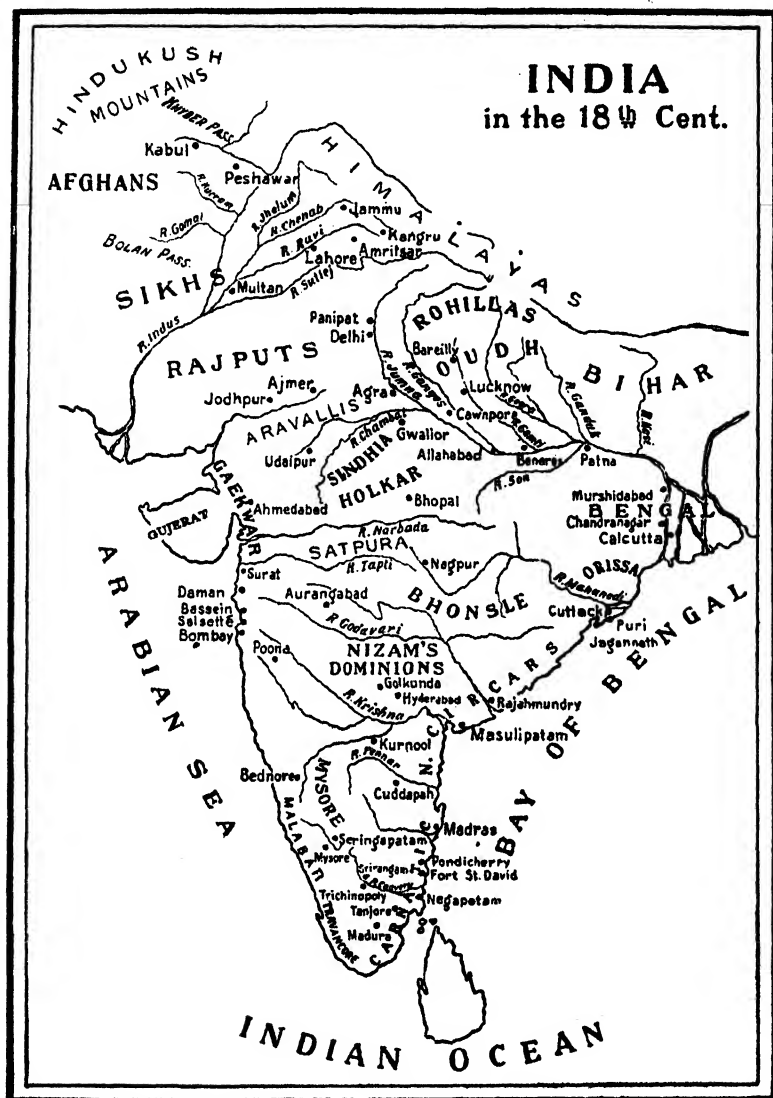 INDIA
in the 18th Cent.
HINDUKUSH
MOUNTAINS
KHYBER PASS.
Kabul
Peshawar
AFGHANS
R.Kurram
R.Gomal
BOLAN PASS.
HIMALAYAS
R.Jhelum
R.Chenab
Jammu
R. Ravi
Kangru
Lahore
Amritsar
SIKHS
Multan
R. Sutlej
R.Indus
Panipat
Delhi
ROHILLAS
Bareilly
OUDH
BIHAR
RAJPUTS
R.Jumna
R.Ganges
Lucknow
R.Gandak
R.Kosi
Ajmer
Jodhpur
Agra
Cawnpore
R.Gogra
R.Gumti
ARAVALLIS
R.Chambal
Gwalior
Udaipur
SINDHIA
Allahabad
Benares
Patna
HOLKAR
R.Son
GAEKWAR
Ahmedabad
Bhopal
Murshidabad
BENGAL
GUJERAT
Chandranagar
Calcutta
R.Narbada
SATPURA
R.Tapti
Nagpur
ORISSA
Surat
R.Mahanadi
Daman
Aurangabad
BHONSLE
Cuttack
Bassein
Puri
Salsette
R.Godavari
Jagannath
Bombay
Poona
NIZAM'S
DOMINIONS
Golkunda
Hyderabad
N. CIRCARS
Rajahmundry
R.Krishna
Masulipatam
Kurnool
R.Pennar
Bednore
MYSORE
Cuddapah
Madras
MALABAR
Seringapatam
Mysore
Pondicherry
Srirangam
Fort St.David
R.Cauvery
Trichinopoly
Negapatam
Tanjore
TRAVANCORE
Madura
CARNATIC
ARABIAN SEA
BAY OF BENGAL
INDIAN OCEAN